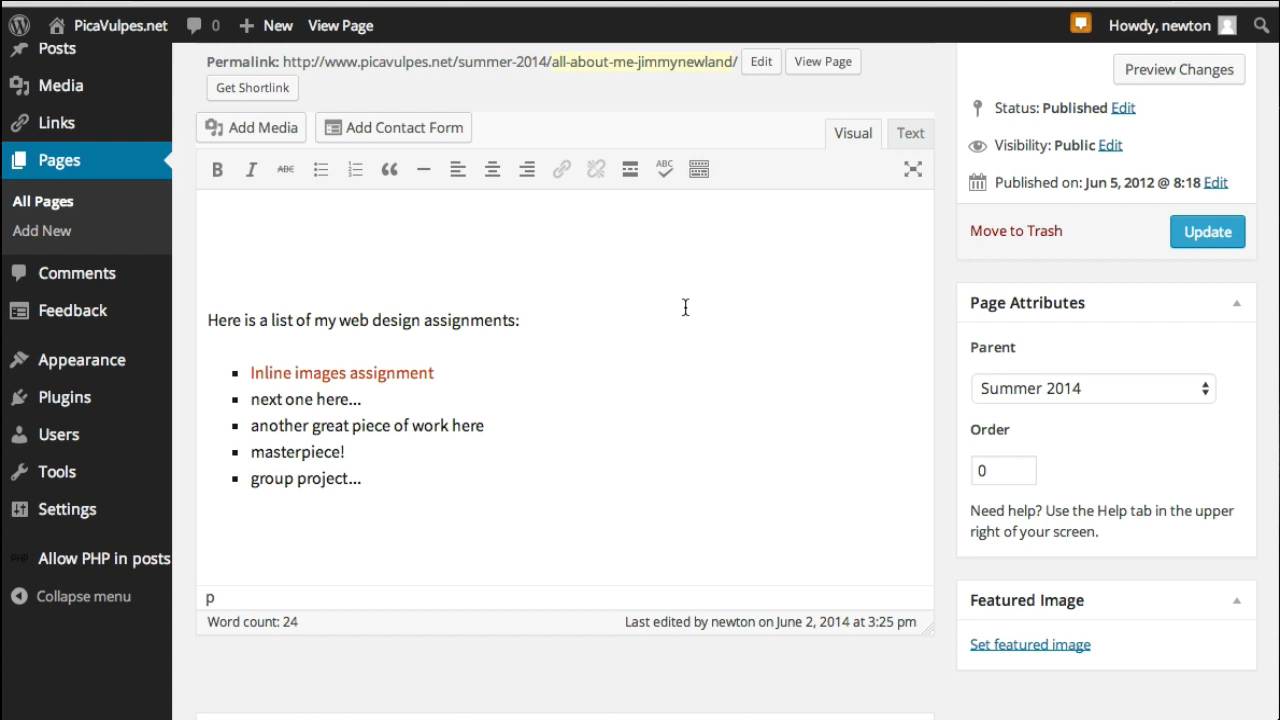 PicaVulpes.net 0 New View Page Howdy, newton
Posts
Media
Links
Pages
All Pages
Add New
Comments
Feedback
Appearance
Plugins
Users
Tools
Settings
PHP Allow PHP in posts
Collapse menu
Permalink: http://www.picavulpes.net/summer-2014/all-about-me-jimmynewland/ Edit View Page
Get Shortlink
Add Media Add Contact Form Visual Text
B I ABC ABC
Here is a list of my web design assignments:
Inline images assignment
next one here...
another great piece of work here
masterpiece!
group project...
p
Word count: 24 Last edited by newton on June 2, 2014 at 3:25 pm
Preview Changes
Status: Published Edit
Visibility: Public Edit
Published on: Jun 5, 2012 @ 8:18 Edit
Move to Trash Update
Page Attributes
Parent
Summer 2014
Order
0
Need help? Use the Help tab in the upper
right of your screen.
Featured Image
Set featured image